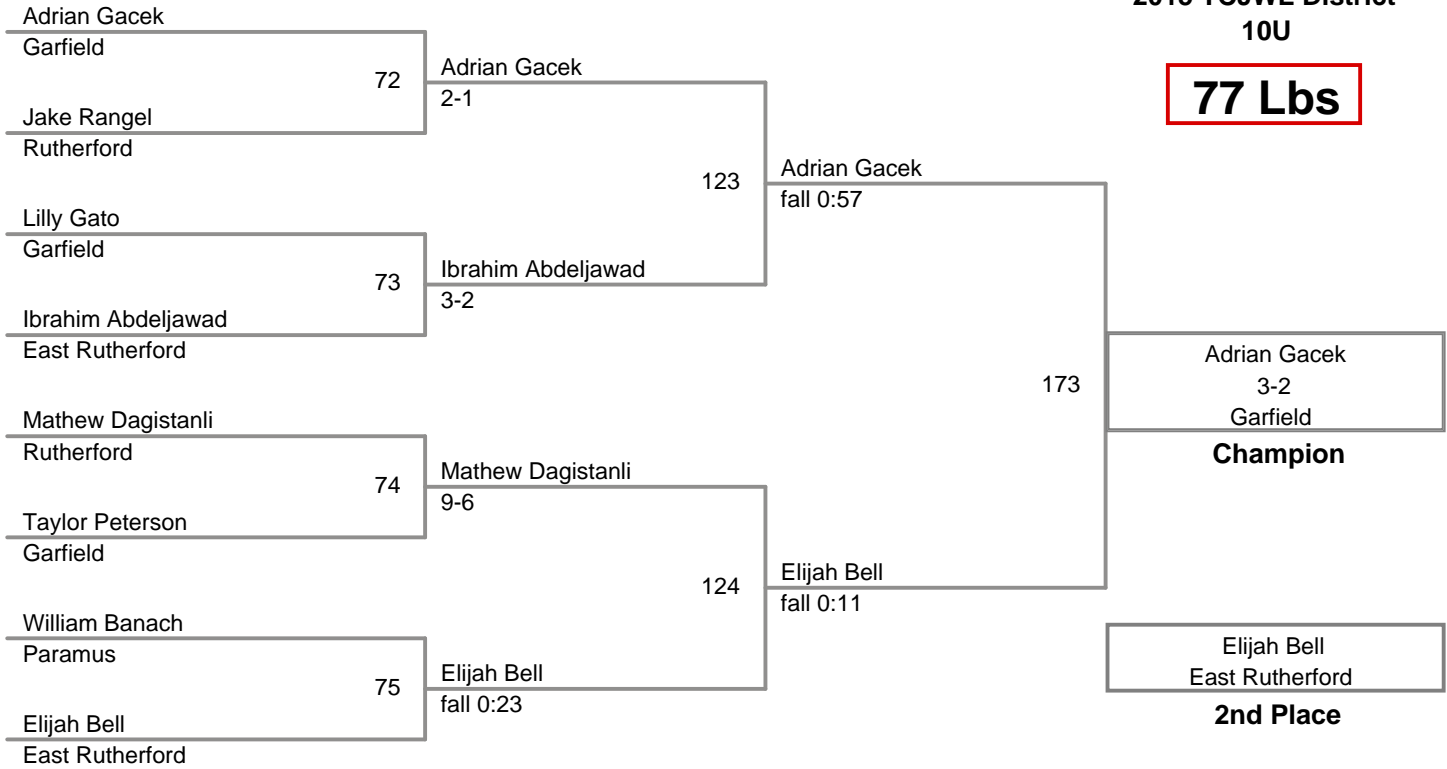 10U
77 Lbs
Adrian Gacek
Garfield
72
Jake Rangel
Rutherford
Adrian Gacek
2-1
Lilly Gato
Garfield
73
Ibrahim Abdeljawad
East Rutherford
Ibrahim Abdeljawad
3-2
123
Adrian Gacek
fall 0:57
Mathew Dagistanli
Rutherford
74
Taylor Peterson
Garfield
Mathew Dagistanli
9-6
William Banach
Paramus
75
Elijah Bell
East Rutherford
Elijah Bell
fall 0:23
124
Elijah Bell
fall 0:11
173
Adrian Gacek
3-2
Garfield
Champion
Elijah Bell
East Rutherford
2nd Place